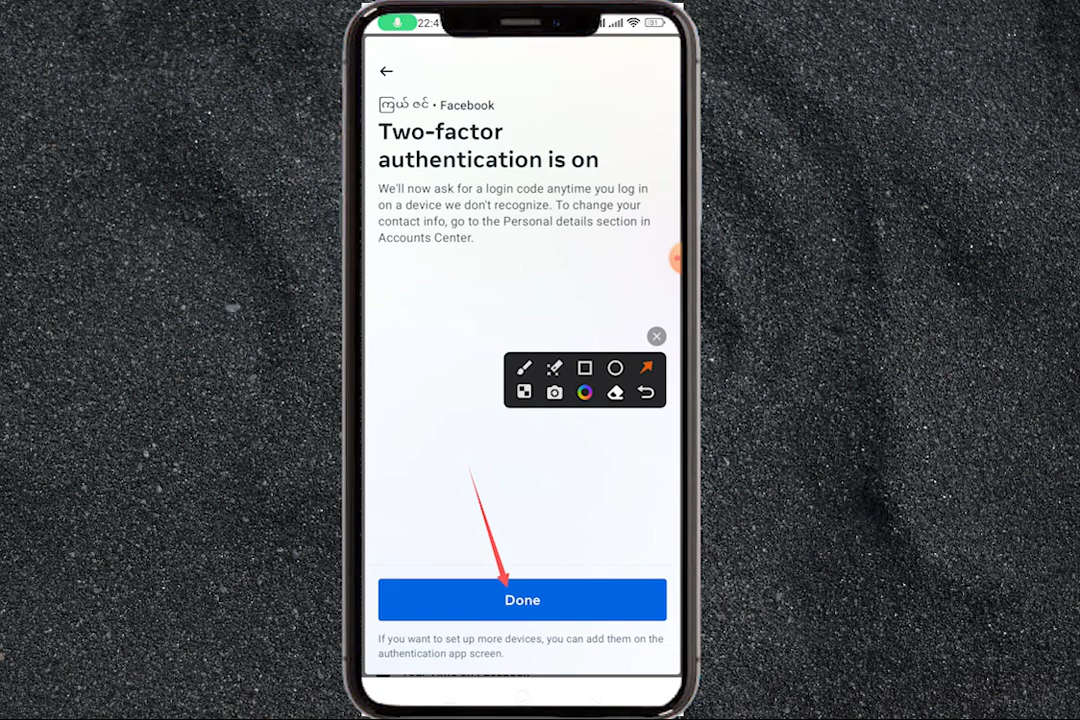 22:4
31
ကြယ် ဇင် • Facebook
Two-factor
authentication is on
We'll now ask for a login code anytime you log in
on a device we don't recognize. To change your
contact info, go to the Personal details section in
Accounts Center.
Done
If you want to set up more devices, you can add them on the
authentication app screen.